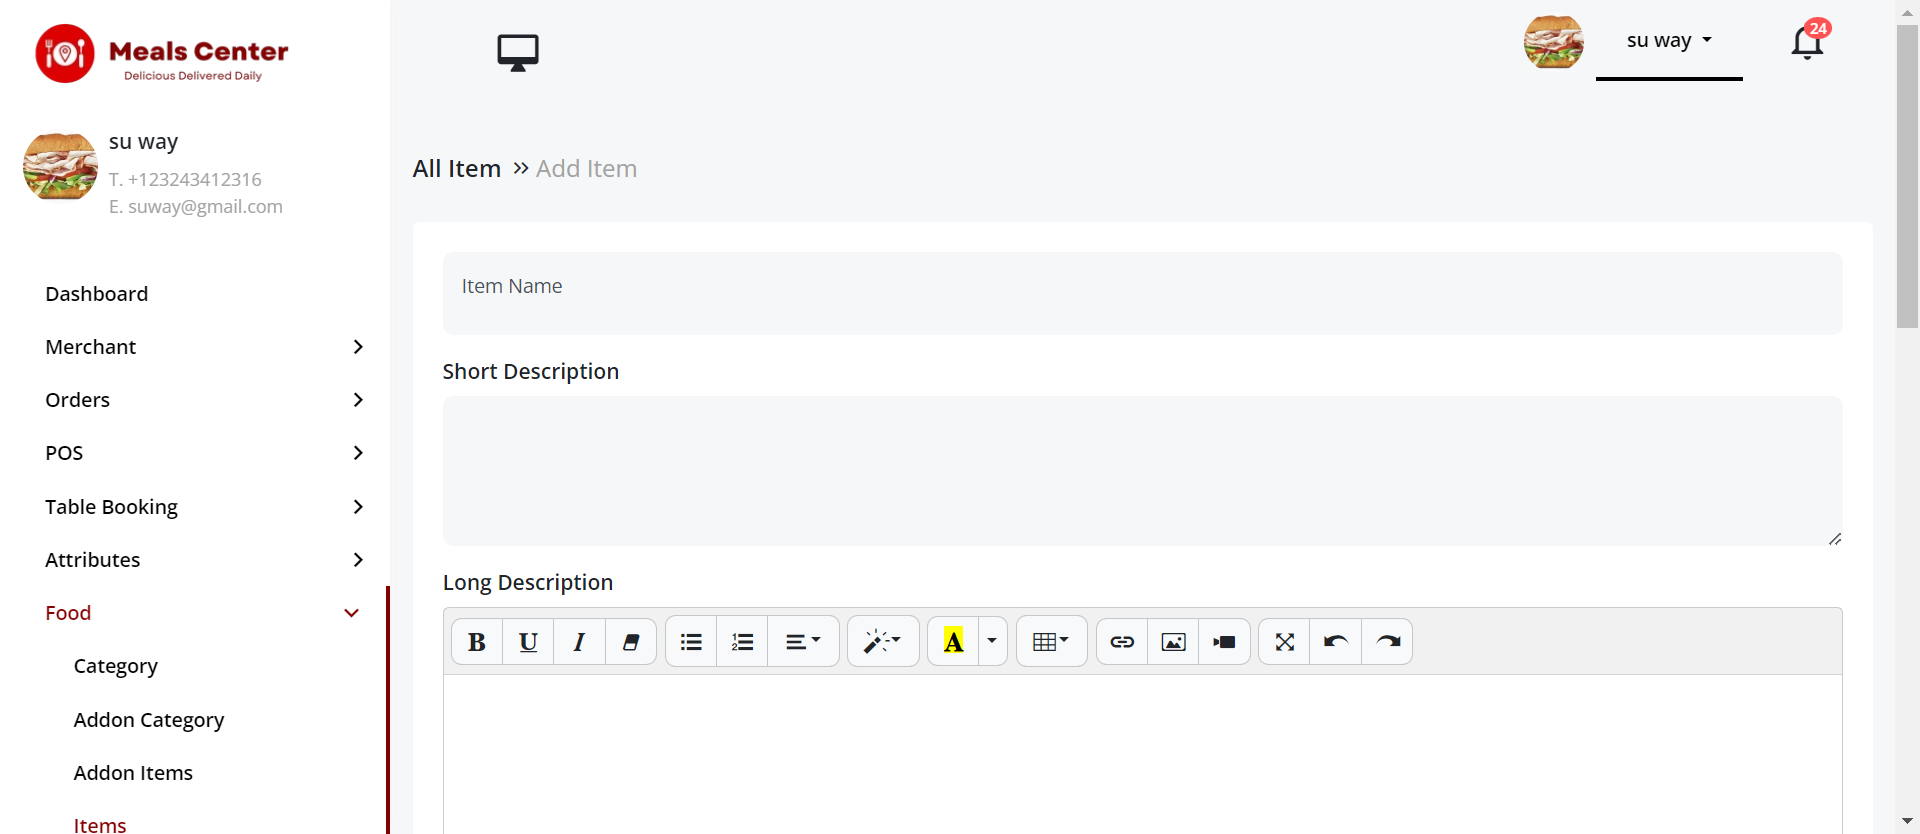 Meals Center
Delicious Delivered Daily
su way
24
su way
T. +123243412316
E. suway@gmail.com
All Item » Add Item
Dashboard
Merchant
Orders
POS
Table Booking
Attributes
Food
Category
Addon Category
Addon Items
Items
Item Name
Short Description
Long Description
B U I
A